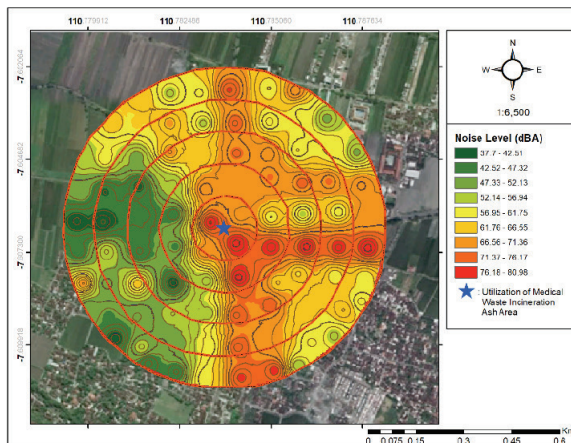 110.779912 110.782486 110.785060 110.787634
-7.602064
-7.604682
-7.607300
-7.609918
N
W E
S
1:6,500
Noise Level (dBA)
37.7 - 42.51
42.52 - 47.32
47.33 - 52.13
52.14 - 56.94
56.95 - 61.75
61.76 - 66.55
66.56 - 71.36
71.37 - 76.17
76.18 - 80.98
: Utilization of Medical
Waste Incineration
Ash Area
Km
0 0.075 0.15 0.3 0.45 0.6